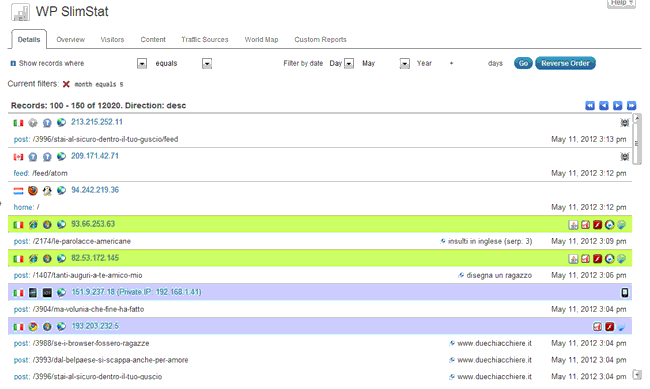 Help ?
WP SlimStat
Details Overview Visitors Content Traffic Sources World Map Custom Reports
Show records where equals Filter by date Day May Year + days Go Reverse Order
Current filters: month equals 5
Records: 100 - 150 of 12020. Direction: desc
213.215.252.11
post: /3996/stai-al-sicuro-dentro-il-tuo-guscio/feed May 11, 2012 3:13 pm
209.171.42.71
feed: /feed/atom May 11, 2012 3:12 pm
94.242.219.36
home: / May 11, 2012 3:12 pm
93.66.253.63
post: /2174/le-parolacce-americane insulti in inglese (serp. 3) May 11, 2012 3:09 pm
82.53.172.145
post: /1407/tanti-auguri-a-te-amico-mio disegna un ragazzo May 11, 2012 3:06 pm
151.9.237.18 (Private IP: 192.168.1.41)
post: /3904/ma-volunia-che-fine-ha-fatto May 11, 2012 3:04 pm
193.203.232.5
post: /3988/se-i-browser-fossero-ragazze www.duechiacchiere.it May 11, 2012 3:04 pm
post: /3993/dal-belpaese-si-scappa-anche-per-amore www.duechiacchiere.it May 11, 2012 3:04 pm
post: /3996/stai-al-sicuro-dentro-il-tuo-guscio www.duechiacchiere.it May 11, 2012 3:04 pm